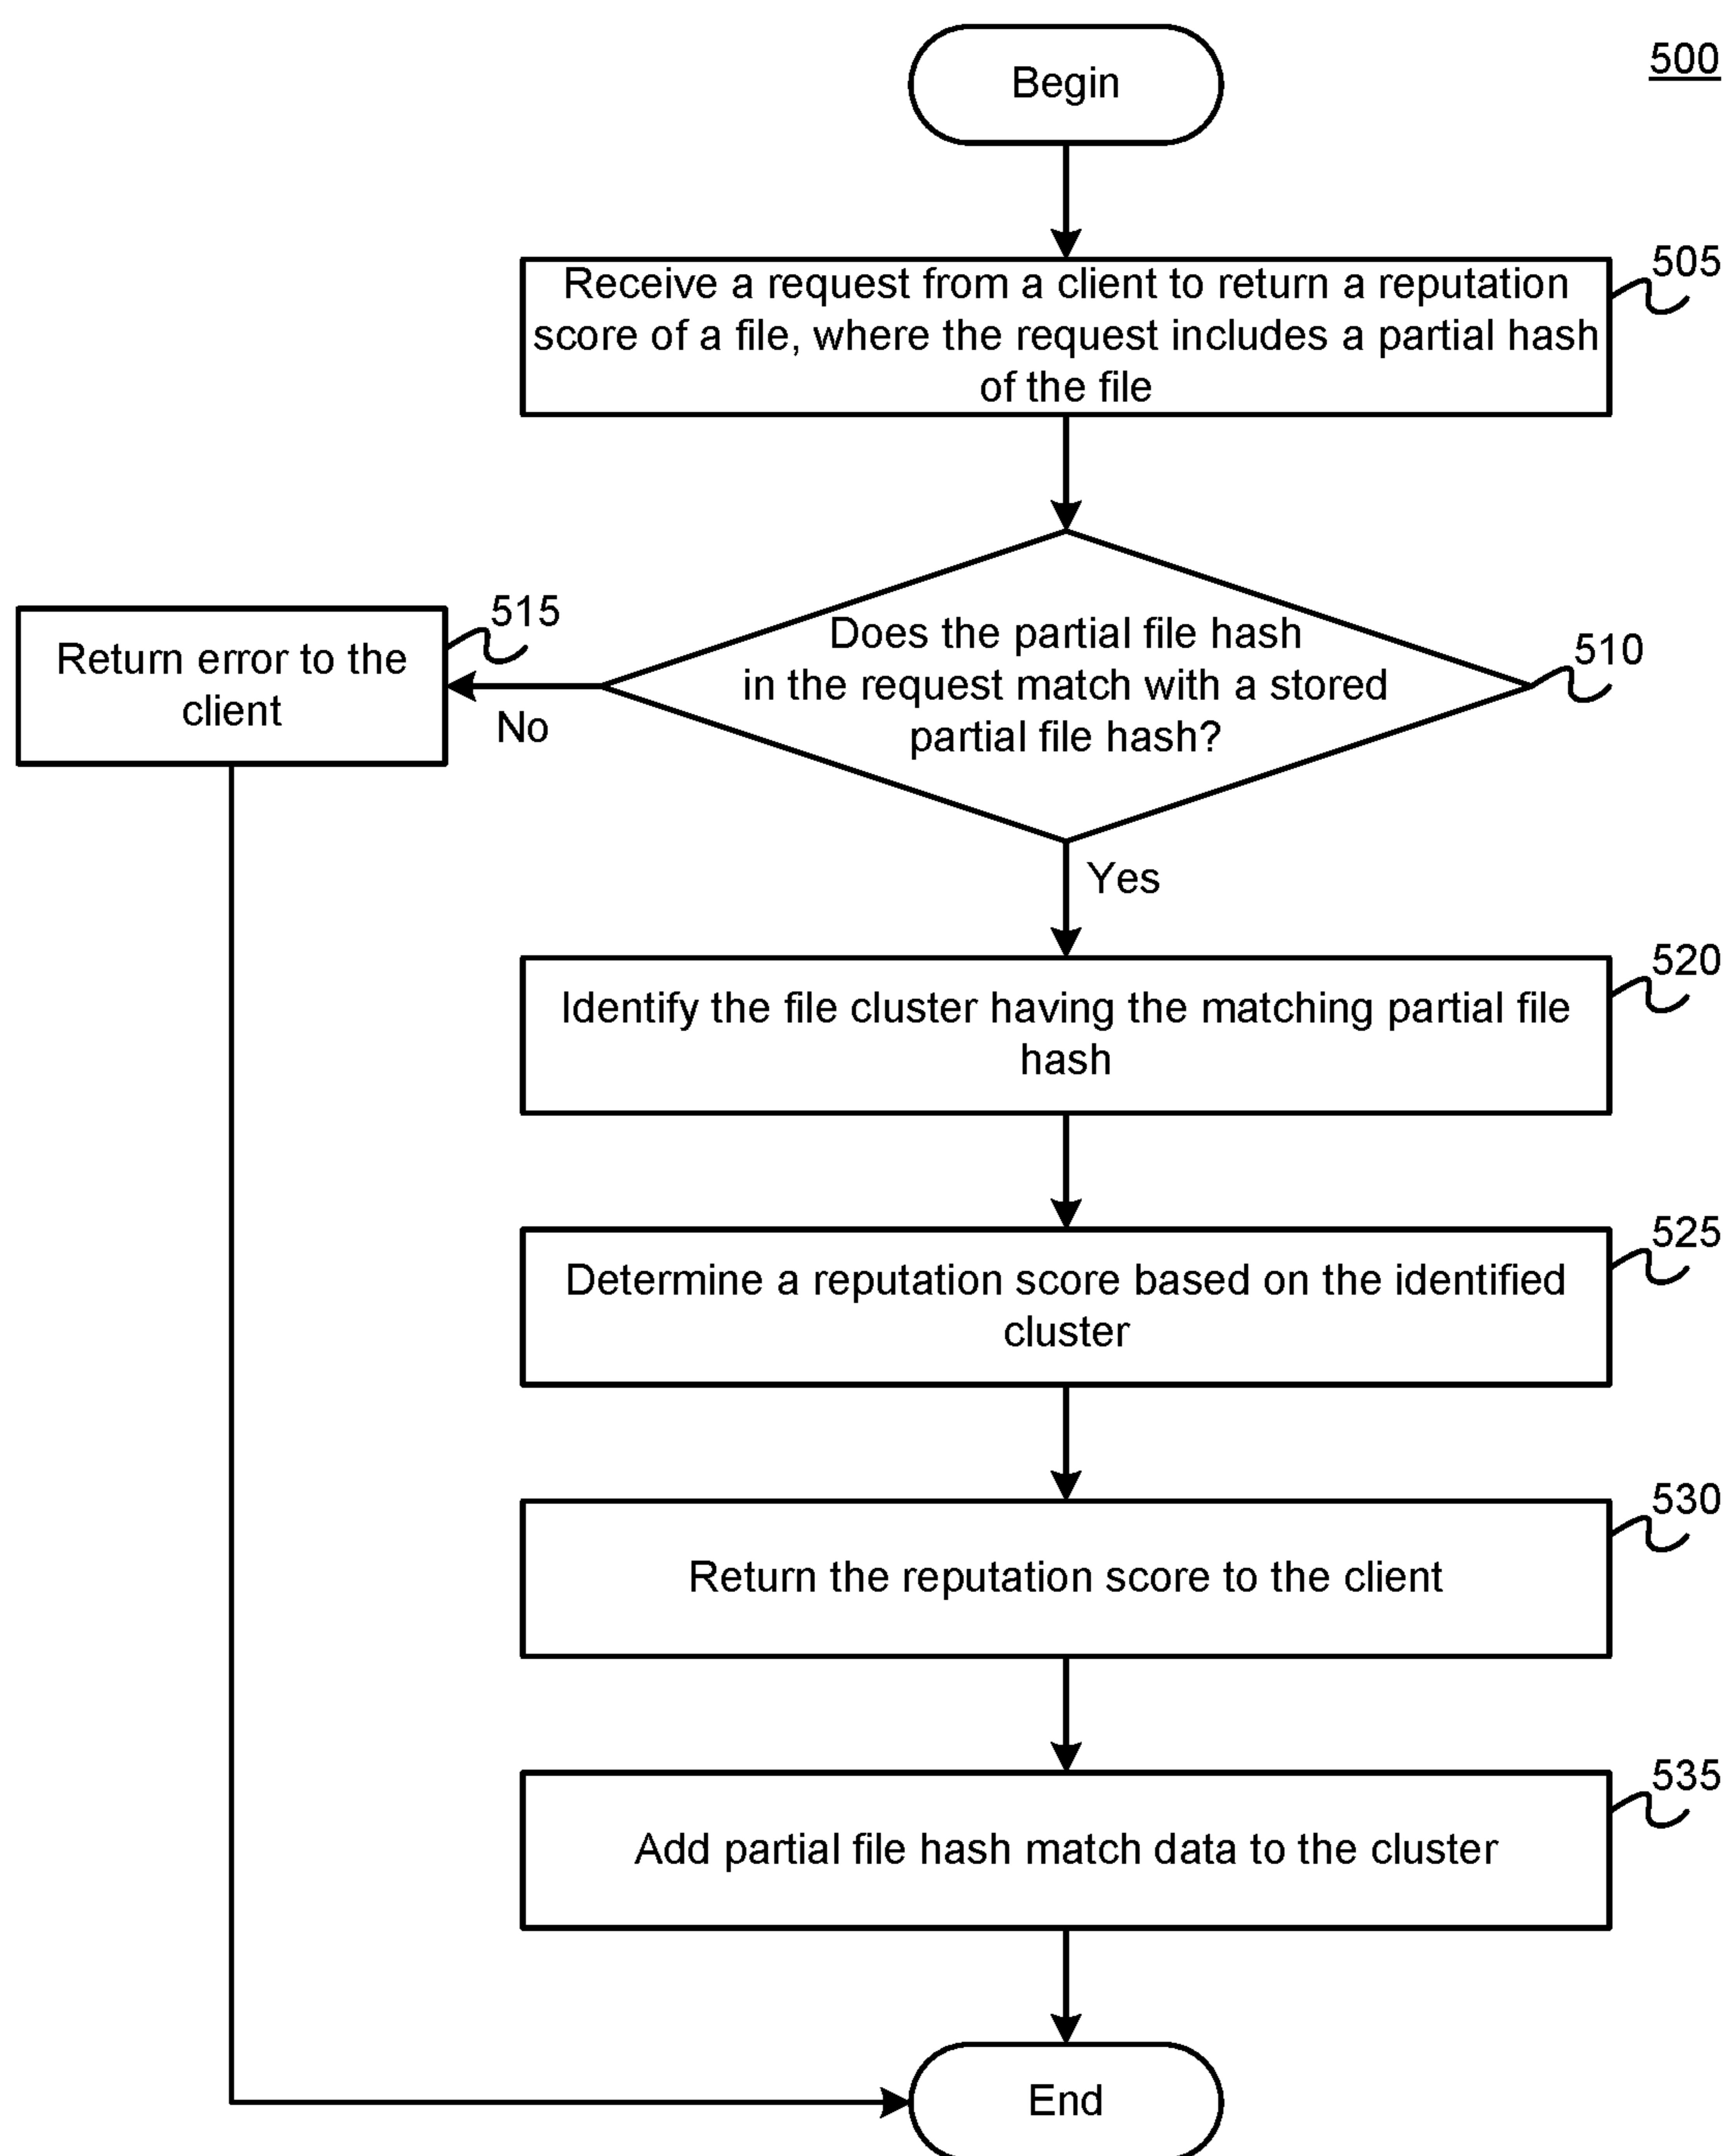 Begin
500
Receive a request from a client to return a reputation
score of a file, where the request includes a partial hash
of the file
505
Does the partial file hash
in the request match with a stored
partial file hash?
510
Return error to the
client
515
No
Yes
Identify the file cluster having the matching partial file
hash
520
Determine a reputation score based on the identified
cluster
525
Return the reputation score to the client
530
Add partial file hash match data to the cluster
535
End